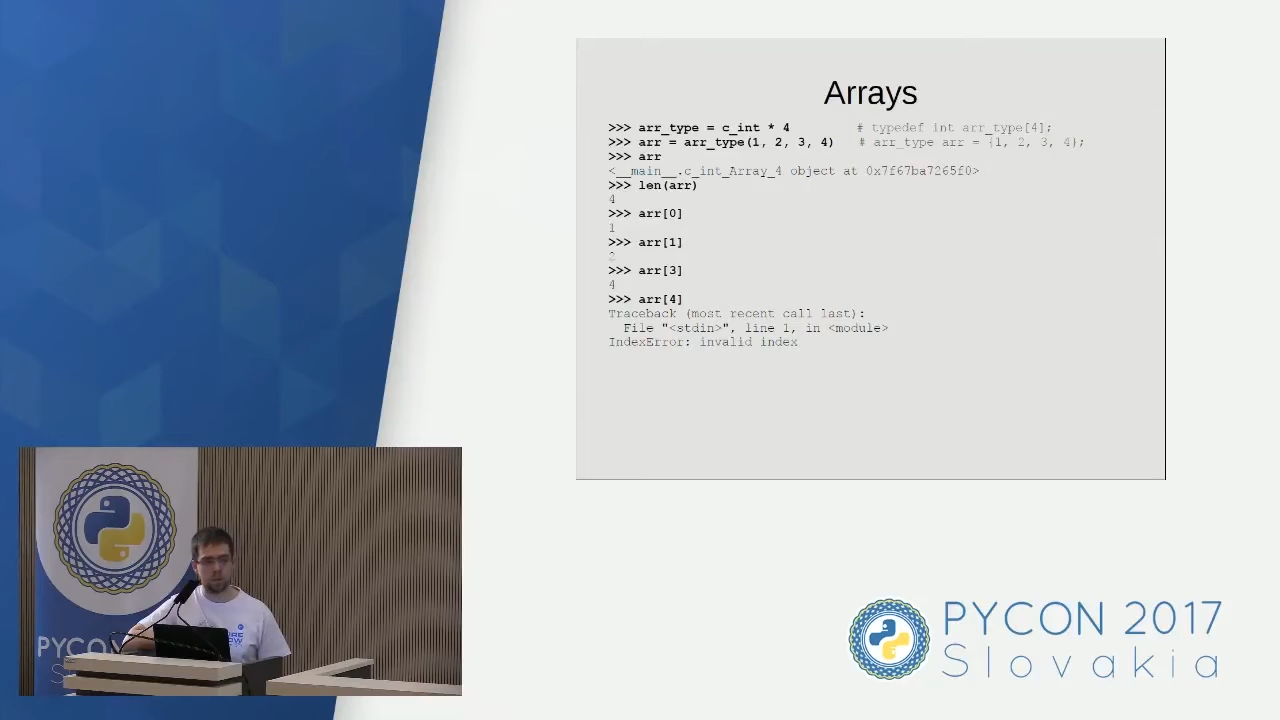 Arrays
>>> arr_type = c_int * 4 # typedef int arr_type[4];
>>> arr = arr_type(1, 2, 3, 4) # arr_type arr = {1, 2, 3, 4};
>>> arr
<__main__.c_int_Array_4 object at 0x7f67ba7265f0>
>>> len(arr)
4
>>> arr[0]
1
>>> arr[1]
2
>>> arr[3]
4
>>> arr[4]
Traceback (most recent call last):
File "<stdin>", line 1, in <module>
IndexError: invalid index
PYCON
PYCON 2017
Slovakia